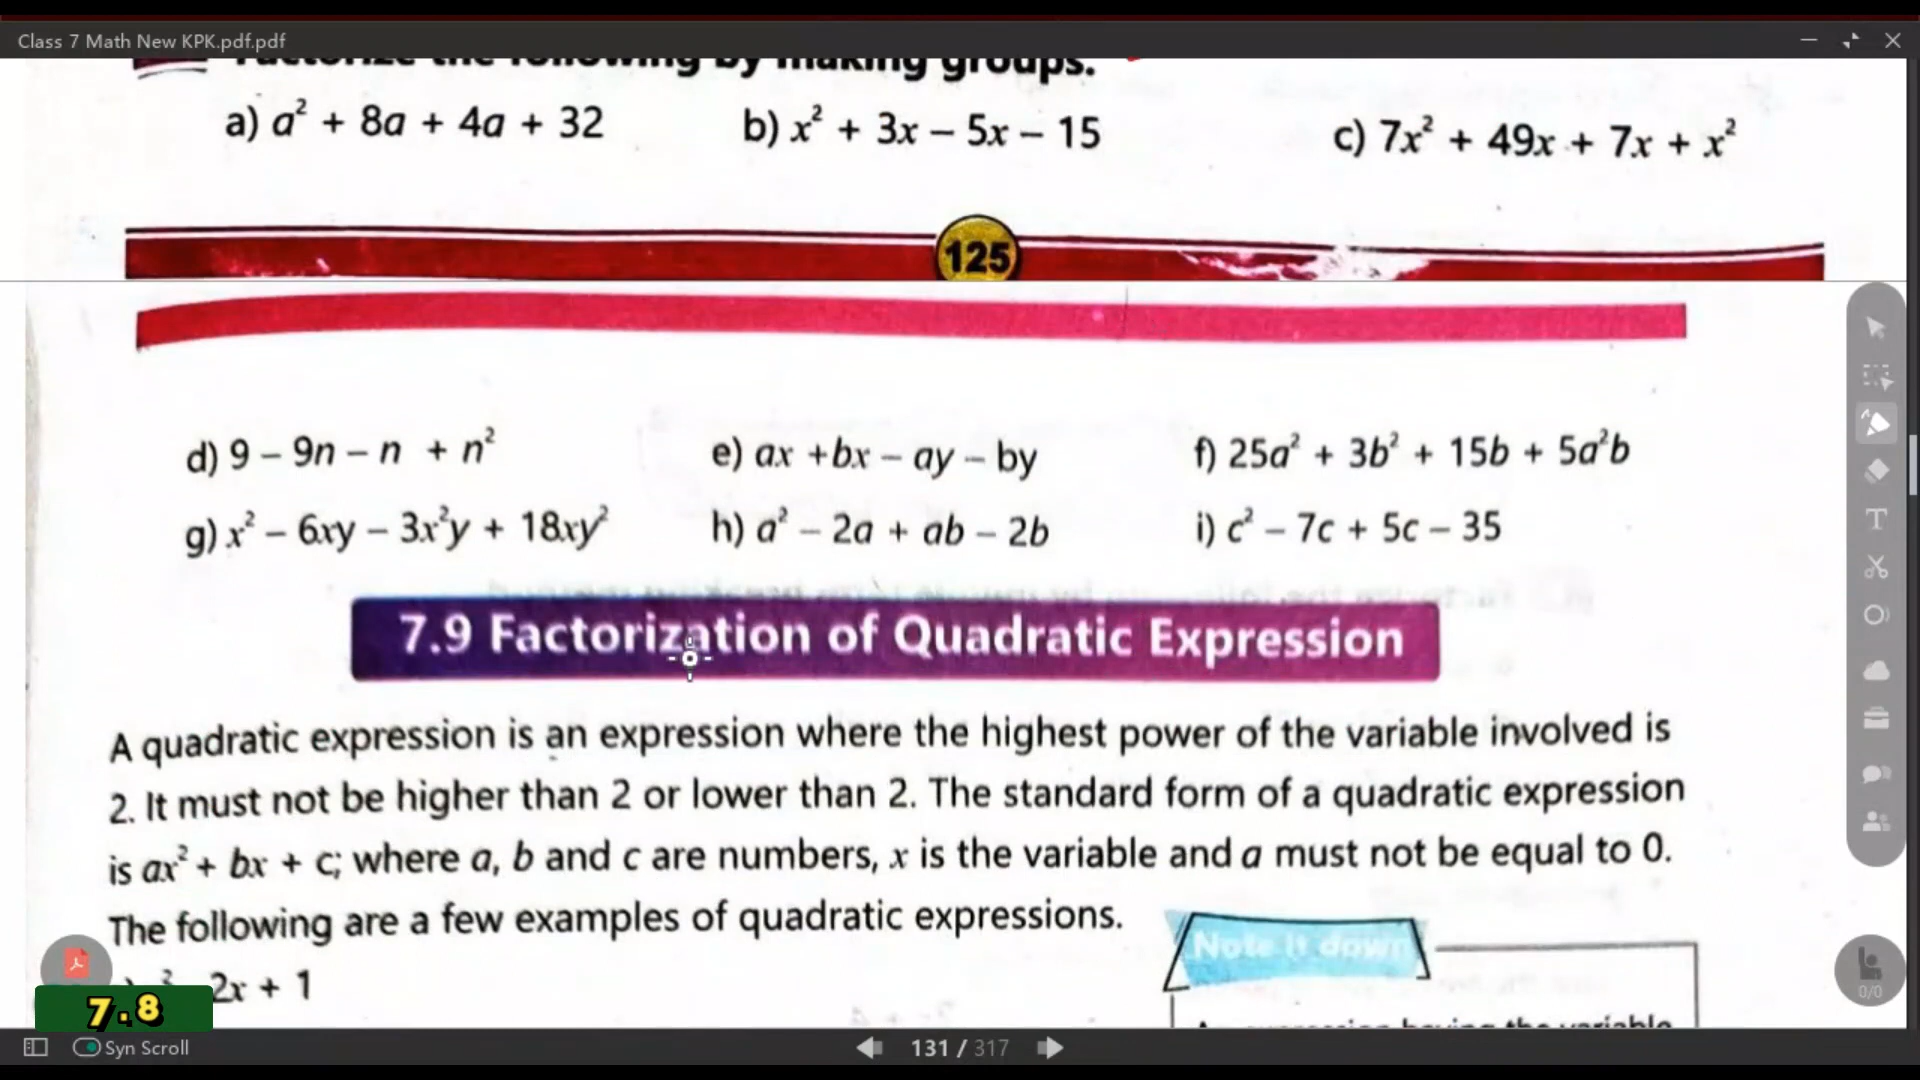 Class 7 Math New KPK.pdf.pdf
Factorize the following by making groups.
a) a² + 8a + 4a + 32 b) x² + 3x – 5x – 15 c) 7x² + 49x + 7x + x²
125
d) 9 – 9n – n + n² e) ax +bx – ay – by f) 25a² + 3b² + 15b + 5a²b
g) x² – 6xy – 3x²y + 18xy² h) a² – 2a + ab – 2b i) c² – 7c + 5c – 35
7.9 Factorization of Quadratic Expression
A quadratic expression is an expression where the highest power of the variable involved is
2. It must not be higher than 2 or lower than 2. The standard form of a quadratic expression
is ax² + bx + c; where a, b and c are numbers, x is the variable and a must not be equal to 0.
The following are a few examples of quadratic expressions.
Note it down
2x + 1
7.8
0/0
Syn Scroll
131 / 317